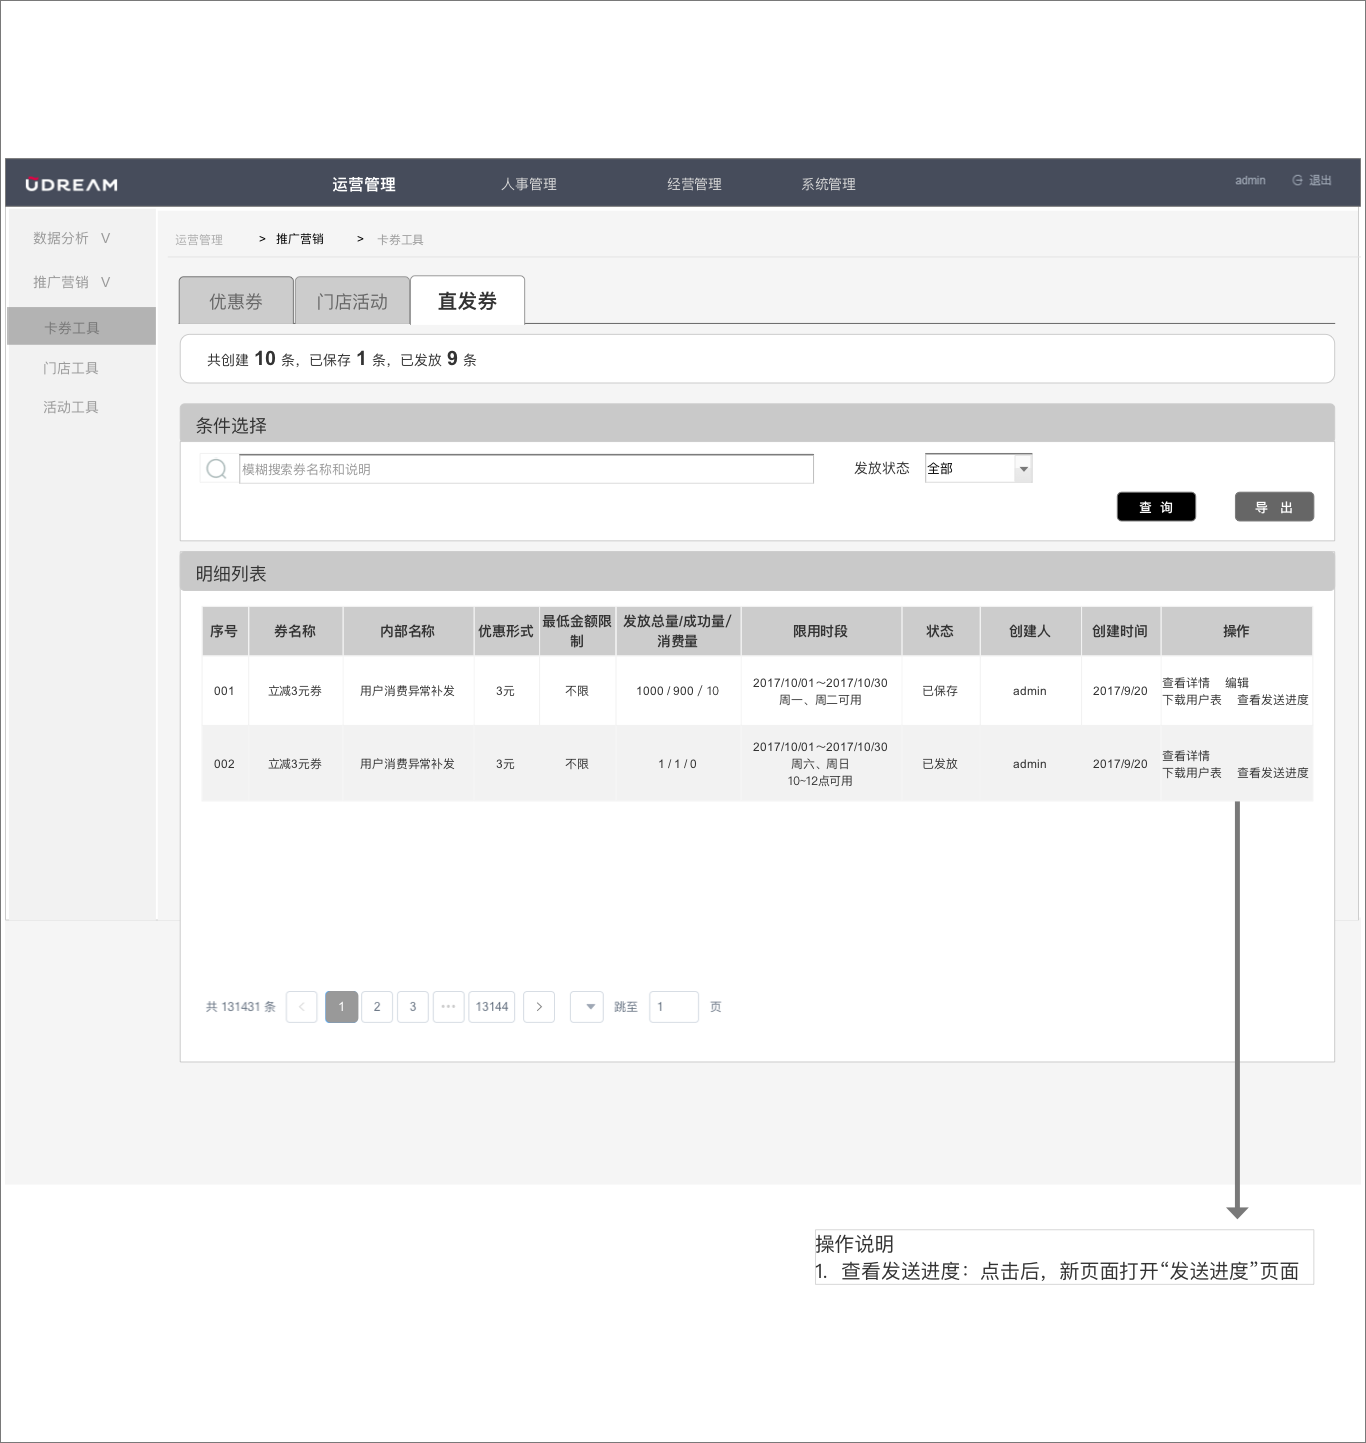 UDREAM 运营管理 人事管理 经营管理 系统管理 admin 退出
数据分析 V
推广营销 V
卡券工具
门店工具
活动工具
运营管理 > 推广营销 > 卡券工具
优惠券 门店活动 直发券
共创建 10 条，已保存 1 条，已发放 9 条
条件选择
模糊搜索券名称和说明 发放状态 全部
查 询 导 出
明细列表
序号 券名称 内部名称 优惠形式 最低金额限制 发放总量/成功量/消费量 限用时段 状态 创建人 创建时间 操作
001 立减3元券 用户消费异常补发 3元 不限 1000 / 900 / 10 2017/10/01～2017/10/30 周一、周二可用 已保存 admin 2017/9/20 查看详情 编辑 下载用户表 查看发送进度
002 立减3元券 用户消费异常补发 3元 不限 1 / 1 / 0 2017/10/01～2017/10/30 周六、周日 10~12点可用 已发放 admin 2017/9/20 查看详情 下载用户表 查看发送进度
共 131431 条 < 1 2 3 ··· 13144 > 跳至 1 页
操作说明
1. 查看发送进度：点击后，新页面打开“发送进度”页面